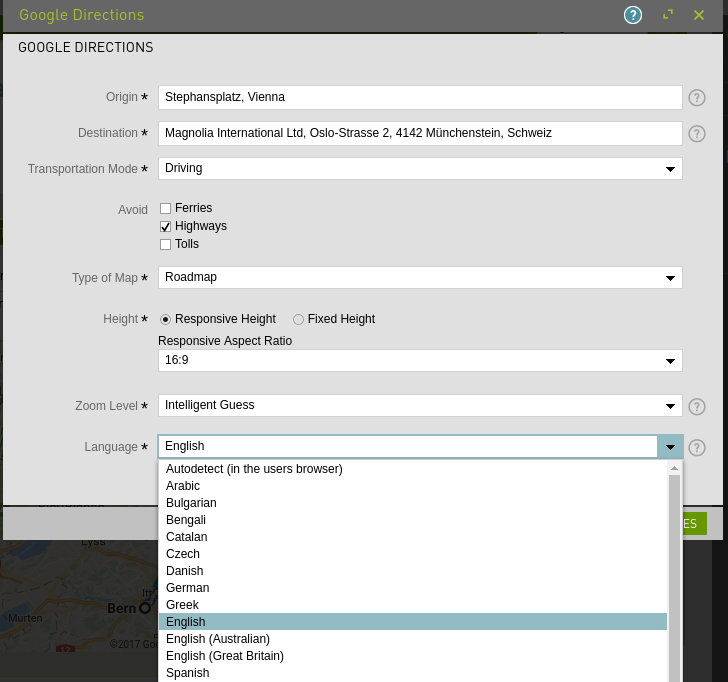 Google Directions
GOOGLE DIRECTIONS
Origin * Stephansplatz, Vienna
Destination * Magnolia International Ltd, Oslo-Strasse 2, 4142 Münchenstein, Schweiz
Transportation Mode * Driving
Avoid Ferries
Highways
Tolls
Type of Map * Roadmap
Height * Responsive Height Fixed Height
Responsive Aspect Ratio
16:9
Zoom Level * Intelligent Guess
Language * English
Autodetect (in the users browser)
Arabic
Bulgarian
Bengali
Catalan
Czech
Danish
German
Greek
English
English (Australian)
English (Great Britain)
Spanish
ES
Lyss
Bern
Murten
©2017